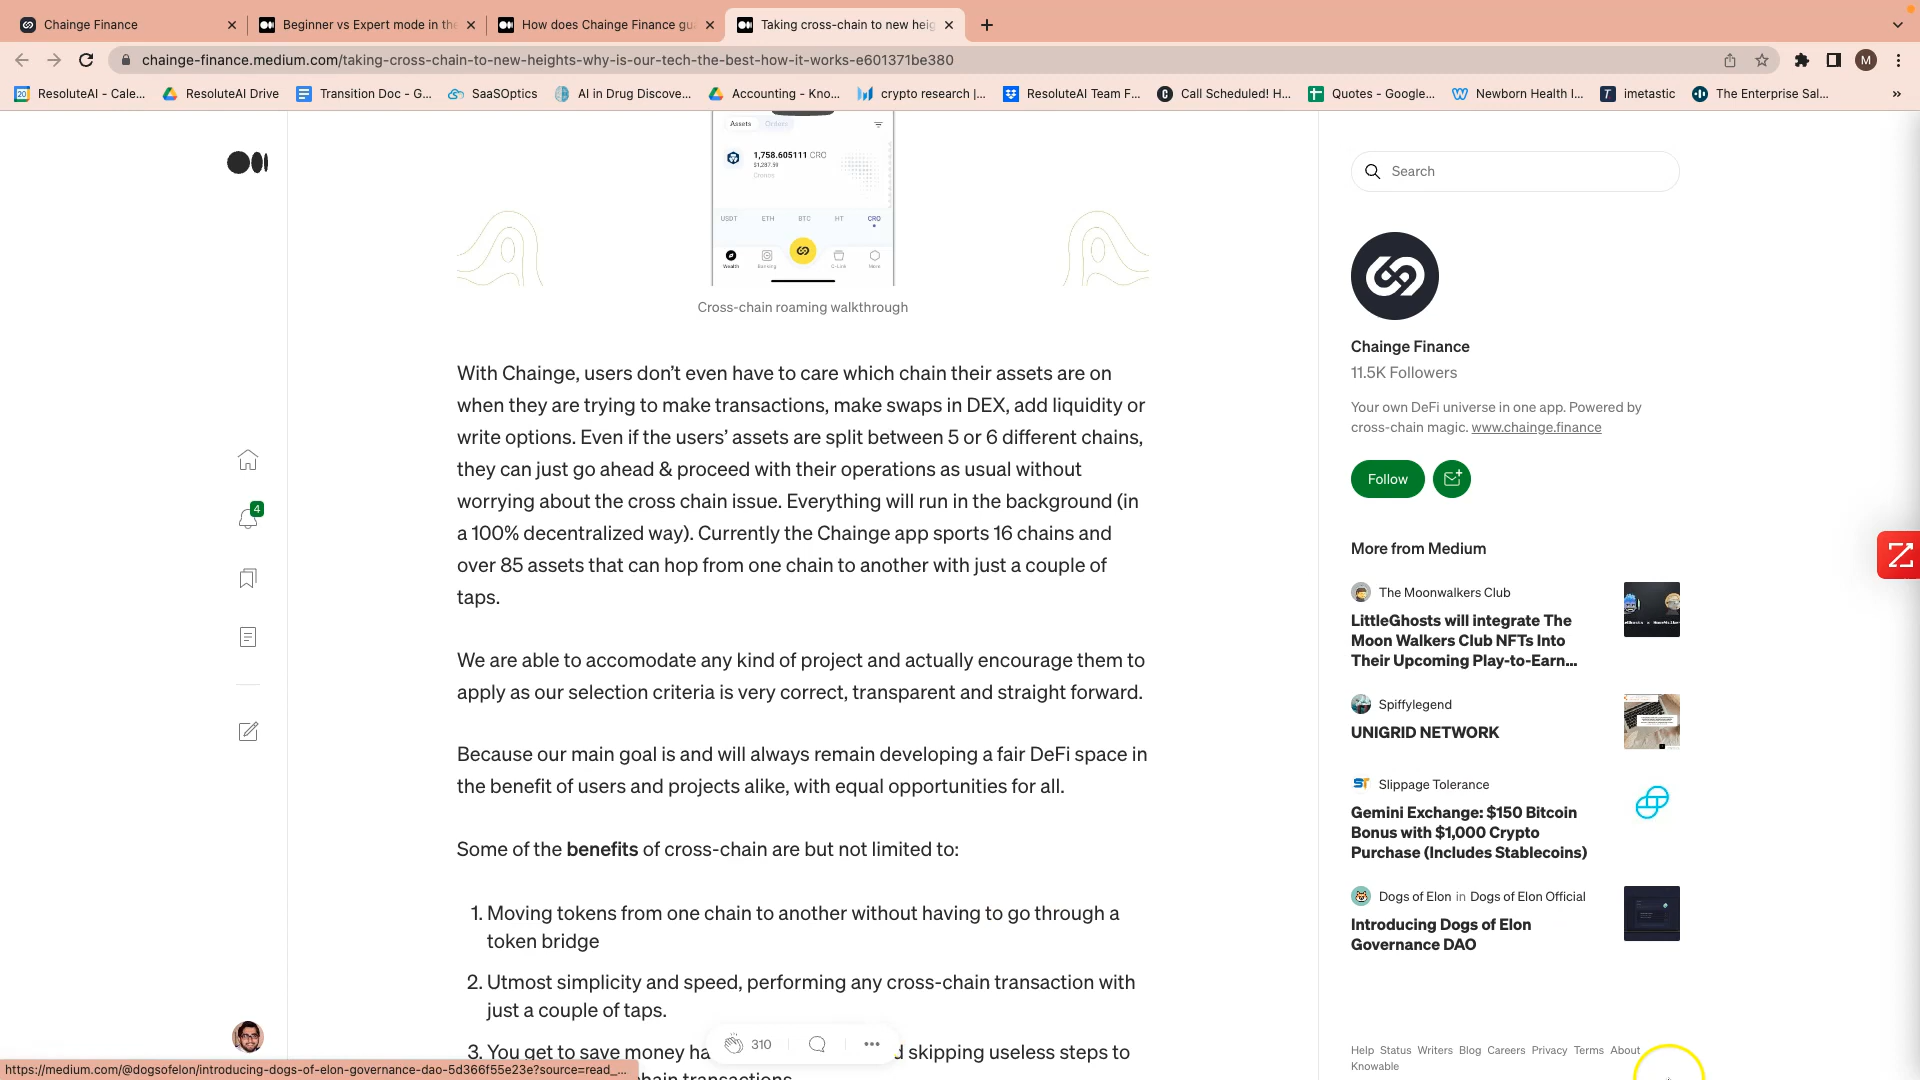 Chainge Finance
Beginner vs Expert mode in the
How does Chainge Finance gua
Taking cross-chain to new heig
chainge-finance.medium.com/taking-cross-chain-to-new-heights-why-is-our-tech-the-best-how-it-works-e601371be380
M
20
ResoluteAI - Cale...
ResoluteAI Drive
Transition Doc - G...
SaaSOptics
AI in Drug Discove...
Accounting - Kno...
crypto research |...
ResoluteAI Team F...
Call Scheduled! H...
Quotes - Google...
Newborn Health I...
imetastic
The Enterprise Sal...
»
Assets
Orders
1,758.605111 CRO
$1,287.59
Cronos
USDT ETH BTC HT CRO
Wealth
Banking
Cross-chain roaming walkthrough
With Chainge, users don’t even have to care which chain their assets are on
when they are trying to make transactions, make swaps in DEX, add liquidity or
write options. Even if the users’ assets are split between 5 or 6 different chains,
they can just go ahead & proceed with their operations as usual without
worrying about the cross chain issue. Everything will run in the background (in
a 100% decentralized way). Currently the Chainge app sports 16 chains and
over 85 assets that can hop from one chain to another with just a couple of
taps.
We are able to accomodate any kind of project and actually encourage them to
apply as our selection criteria is very correct, transparent and straight forward.
Because our main goal is and will always remain developing a fair DeFi space in
the benefit of users and projects alike, with equal opportunities for all.
Some of the benefits of cross-chain are but not limited to:
1. Moving tokens from one chain to another without having to go through a
token bridge
2. Utmost simplicity and speed, performing any cross-chain transaction with
just a couple of taps.
3. You get to save money ha
d skipping useless steps to
hain transactions
310
4
https://medium.com/@dogsofelon/introducing-dogs-of-elon-governance-dao-5d366f55e23e?source=read_...
Search
Chainge Finance
11.5K Followers
Your own DeFi universe in one app. Powered by
cross-chain magic. www.chainge.finance
Follow
More from Medium
The Moonwalkers Club
LittleGhosts will integrate The
Moon Walkers Club NFTs Into
Their Upcoming Play-to-Earn...
Spiffylegend
UNIGRID NETWORK
Slippage Tolerance
Gemini Exchange: $150 Bitcoin
Bonus with $1,000 Crypto
Purchase (Includes Stablecoins)
Dogs of Elon in Dogs of Elon Official
Introducing Dogs of Elon
Governance DAO
Help Status Writers Blog Careers Privacy Terms About
Knowable